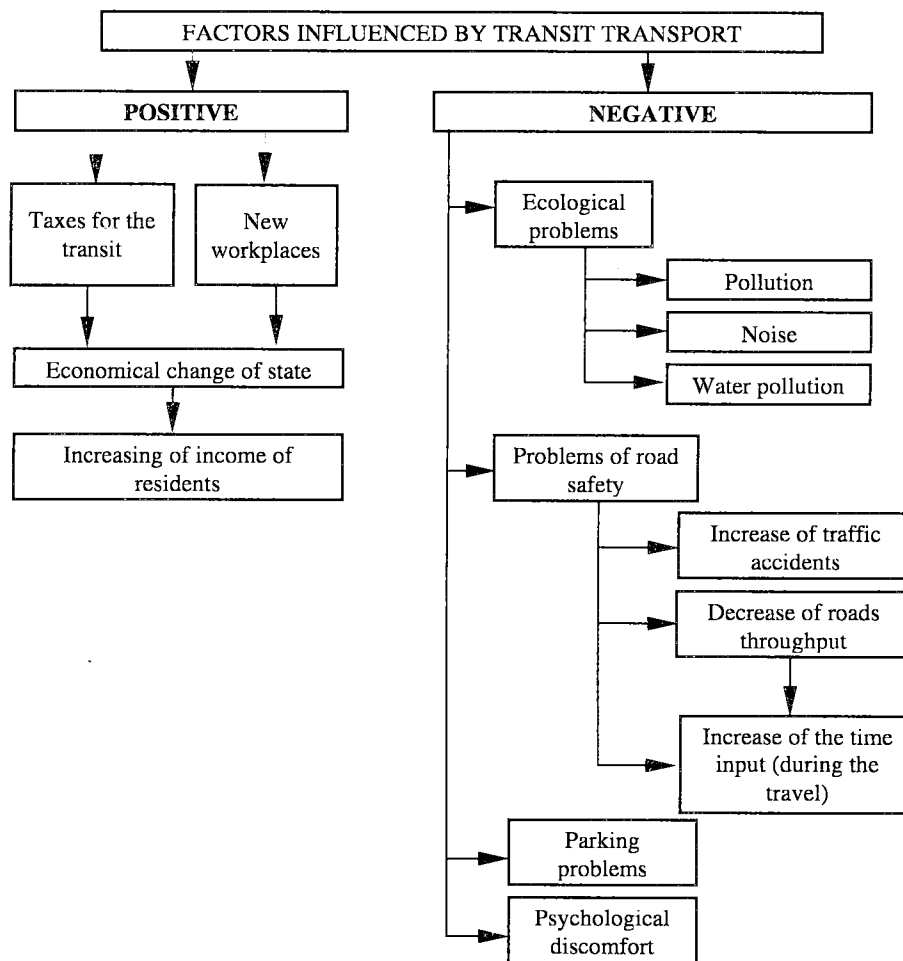 FACTORS INFLUENCED BY TRANSIT TRANSPORT
POSITIVE
NEGATIVE
Taxes for the
transit
New
workplaces
Economical change of state
Increasing of income of
residents
Ecological
problems
Pollution
Noise
Water pollution
Problems of road
safety
Increase of traffic
accidents
Decrease of roads
throughput
Increase of the time
input (during the
travel)
Parking
problems
Psychological
discomfort